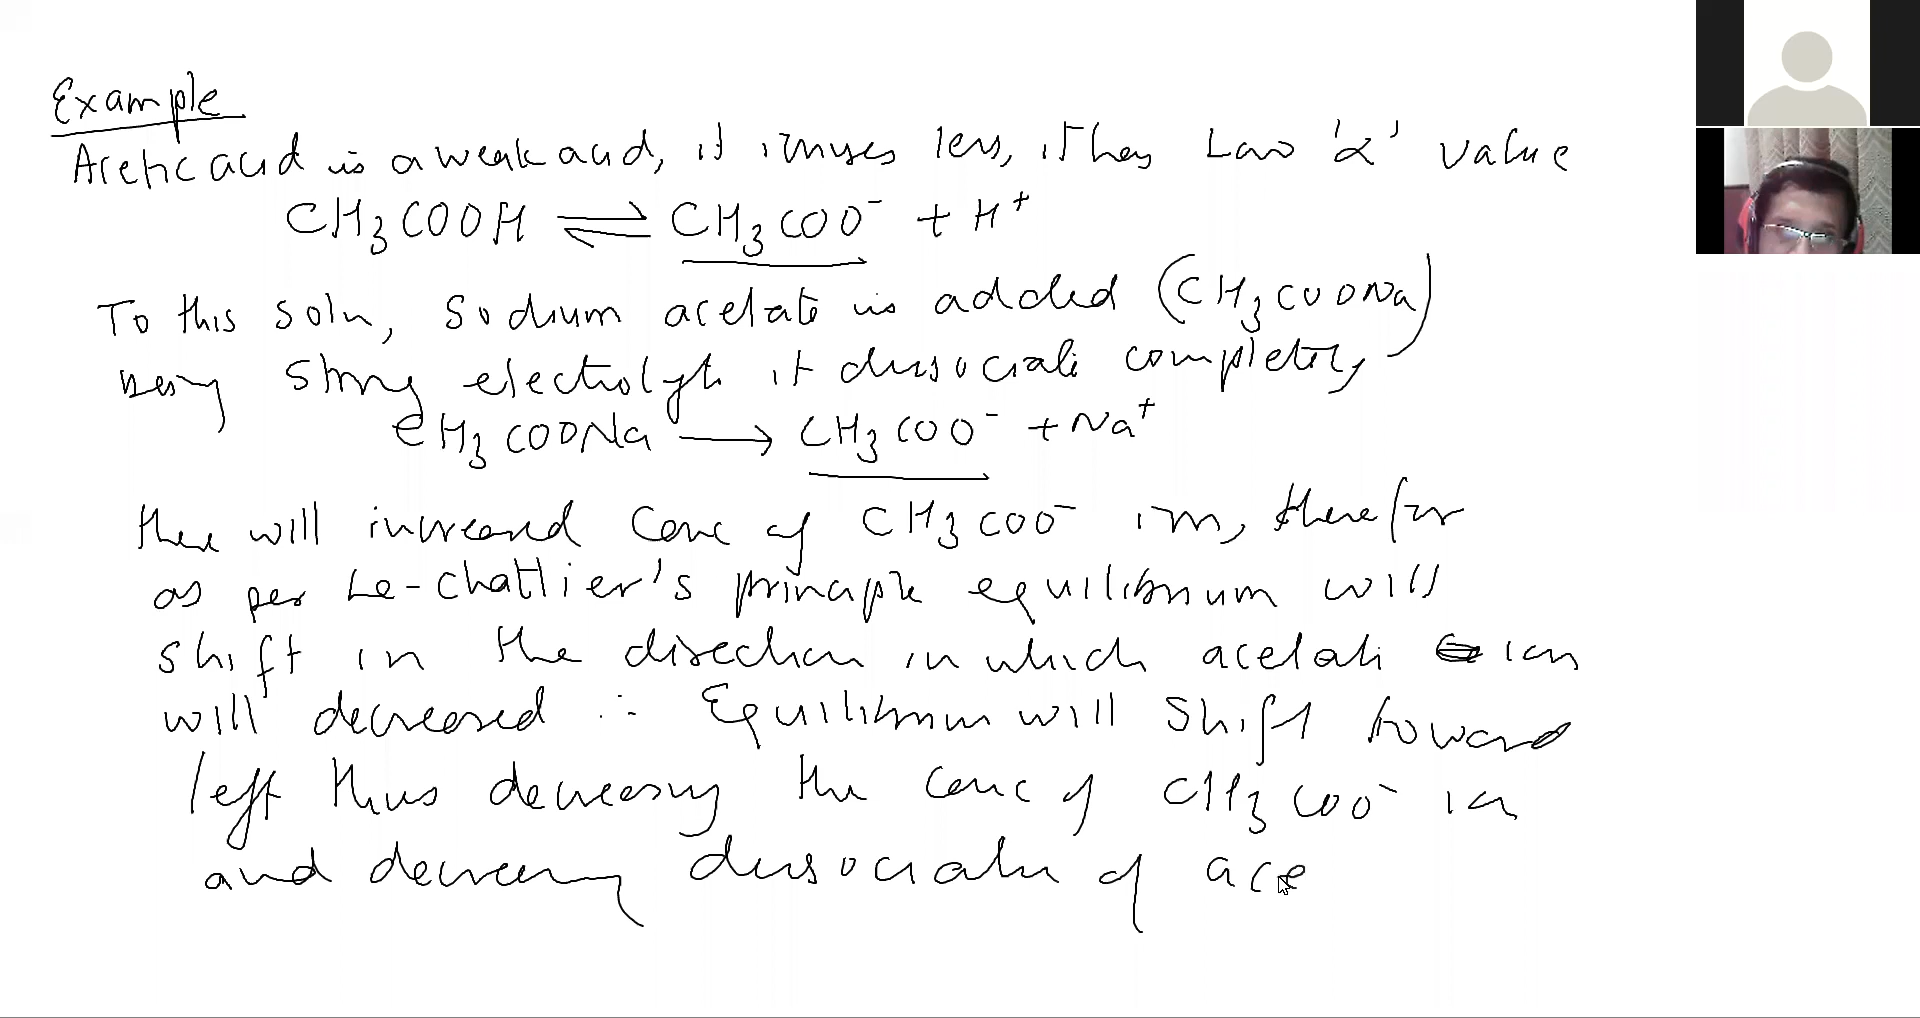 Example
Acetic acid is a weak acid, it ionises less, it has Low 'α' value
CH₃COOH ⇌ CH₃COO⁻ + H⁺
To this soln, Sodium acetate is added (CH₃COONa)
being strong electrolyte it dissociate completely
CH₃COONa ⟶ CH₃COO⁻ + Na⁺
there will increased Conc of CH₃COO⁻ ion, therefor
as per Le-chatlier's principle equilibrium will
shift in the direction in which acetate ion
will decreased ∴ Equilibrium will shift toward
left thus decreasing the conc of CH₃COO⁻ ion
and decreasing dissociation of ace